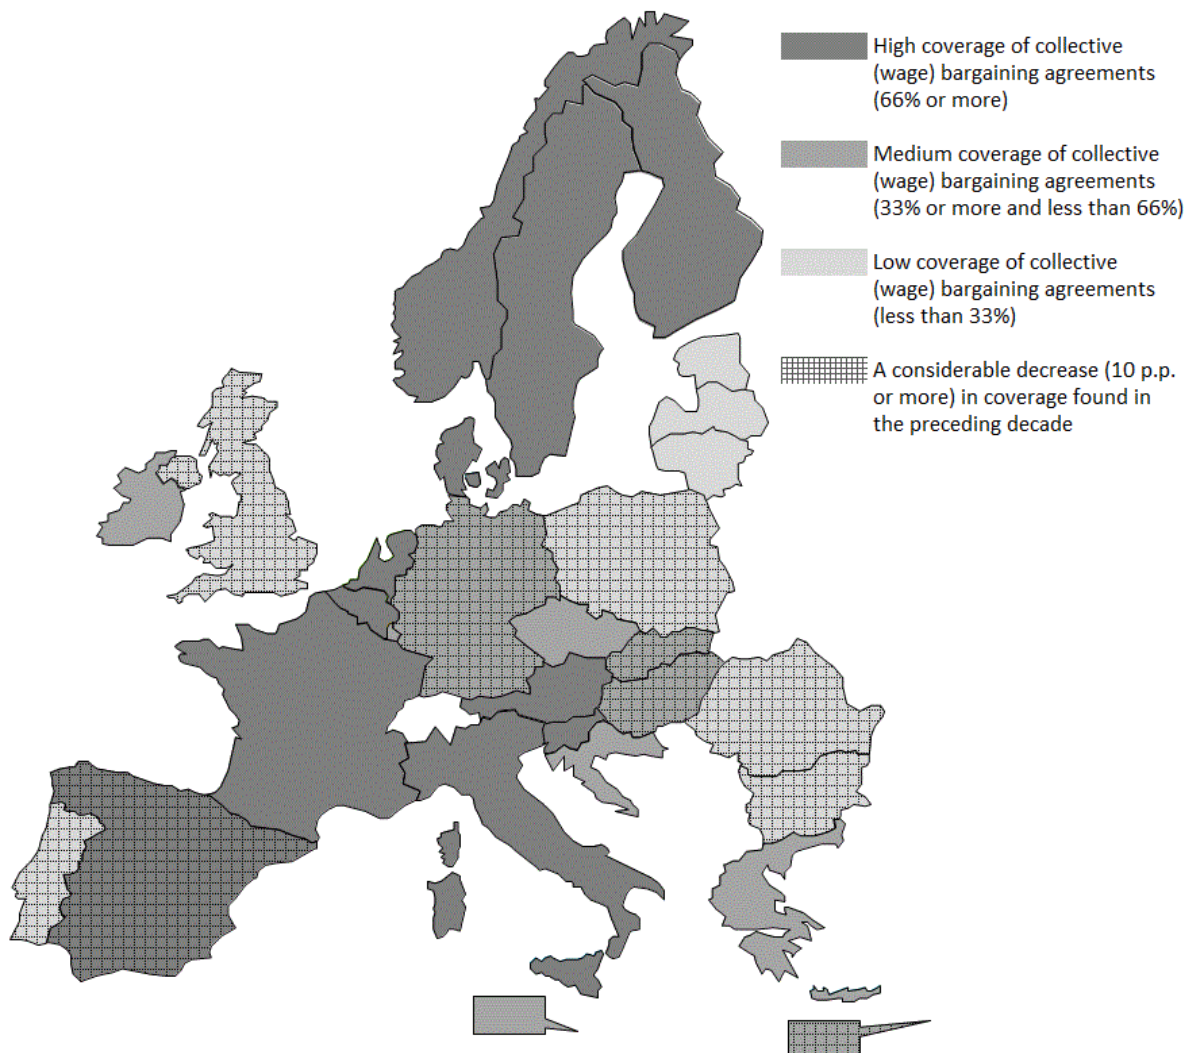 High coverage of collective
(wage) bargaining agreements
(66% or more)
Medium coverage of collective
(wage) bargaining agreements
(33% or more and less than 66%)
Low coverage of collective
(wage) bargaining agreements
(less than 33%)
A considerable decrease (10 p.p.
or more) in coverage found in
the preceding decade